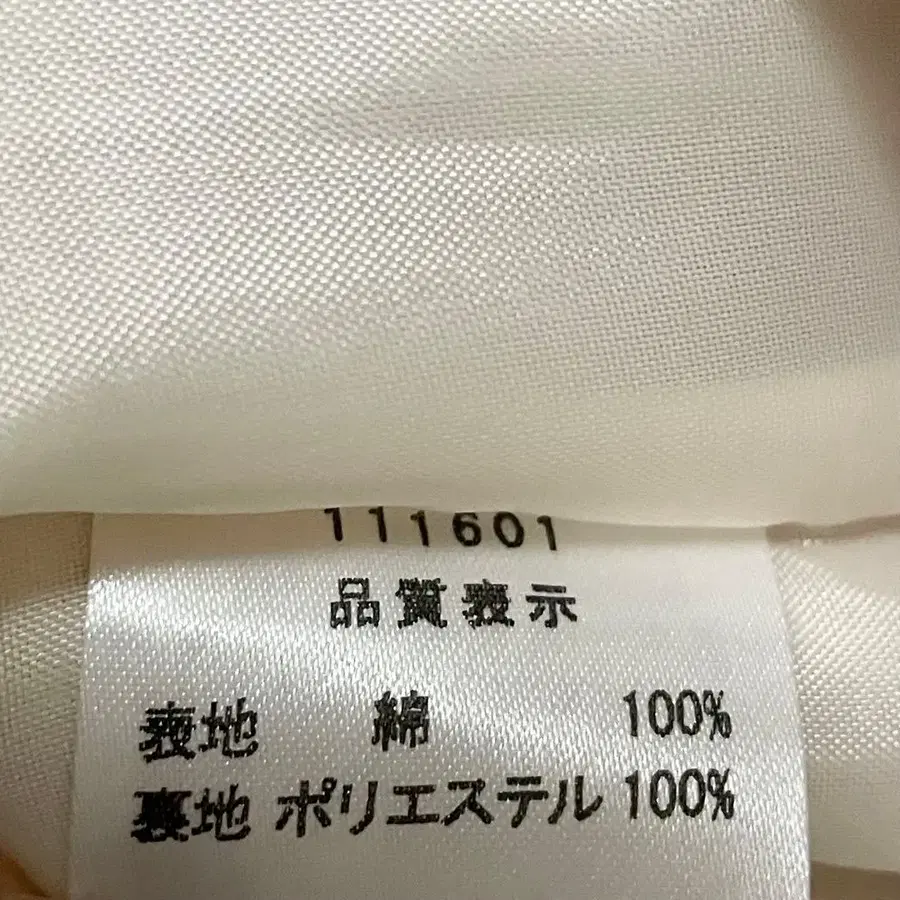 111601
品質表示
表地 綿 100%
裏地 ポリエステル 100%